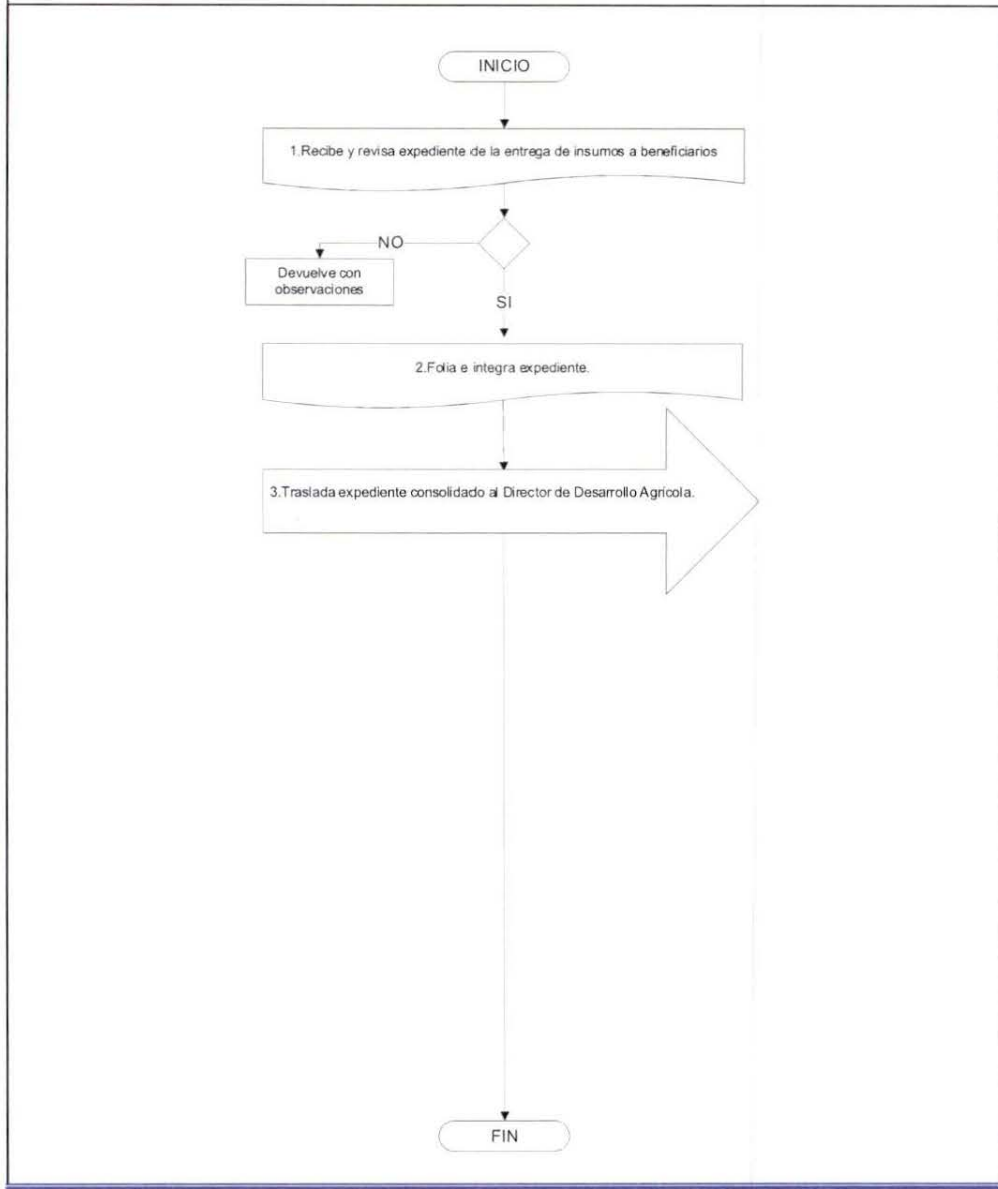 INICIO
1.Recibe y revisa expediente de la entrega de insumos a beneficiarios
NO
Devuelve con
observaciones
SI
2.Folia e integra expediente.
3.Traslada expediente consolidado al Director de Desarrollo Agrícola.
FIN